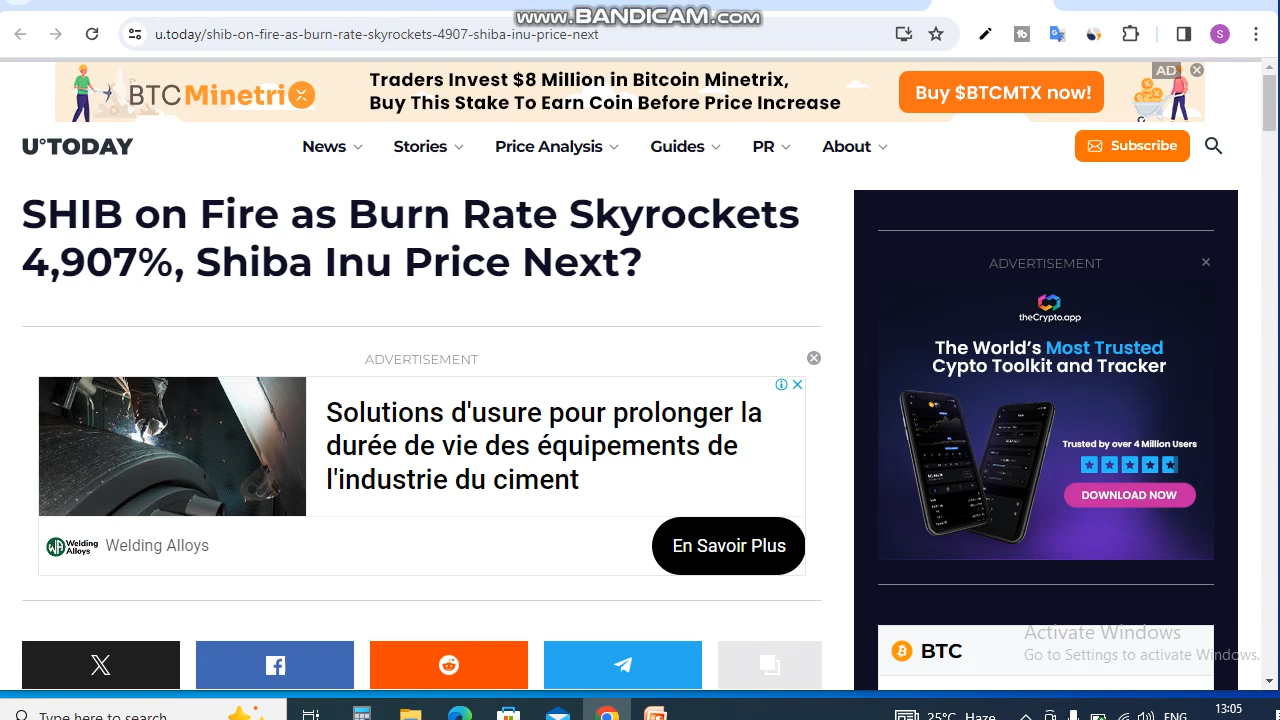 www.BANDICAM.com
u.today/shib-on-fire-as-burn-rate-skyrockets-4907-shiba-inu-price-next
S
BTCMinetrix
Traders Invest $8 Million in Bitcoin Minetrix,
Buy This Stake To Earn Coin Before Price Increase
Buy $BTCMTX now!
AD
U°TODAY
News
Stories
Price Analysis
Guides
PR
About
Subscribe
SHIB on Fire as Burn Rate Skyrockets
4,907%, Shiba Inu Price Next?
ADVERTISEMENT
Solutions d'usure pour prolonger la
durée de vie des équipements de
l'industrie du ciment
Welding
Alloys
Welding Alloys
En Savoir Plus
ADVERTISEMENT
theCrypto.app
The World's Most Trusted
Cypto Toolkit and Tracker
Trusted by over 4 Million Users
DOWNLOAD NOW
BTC
Activate Windows
Go to Settings to activate Windows.
Type here to search
25°C Haze
ENG
13:05